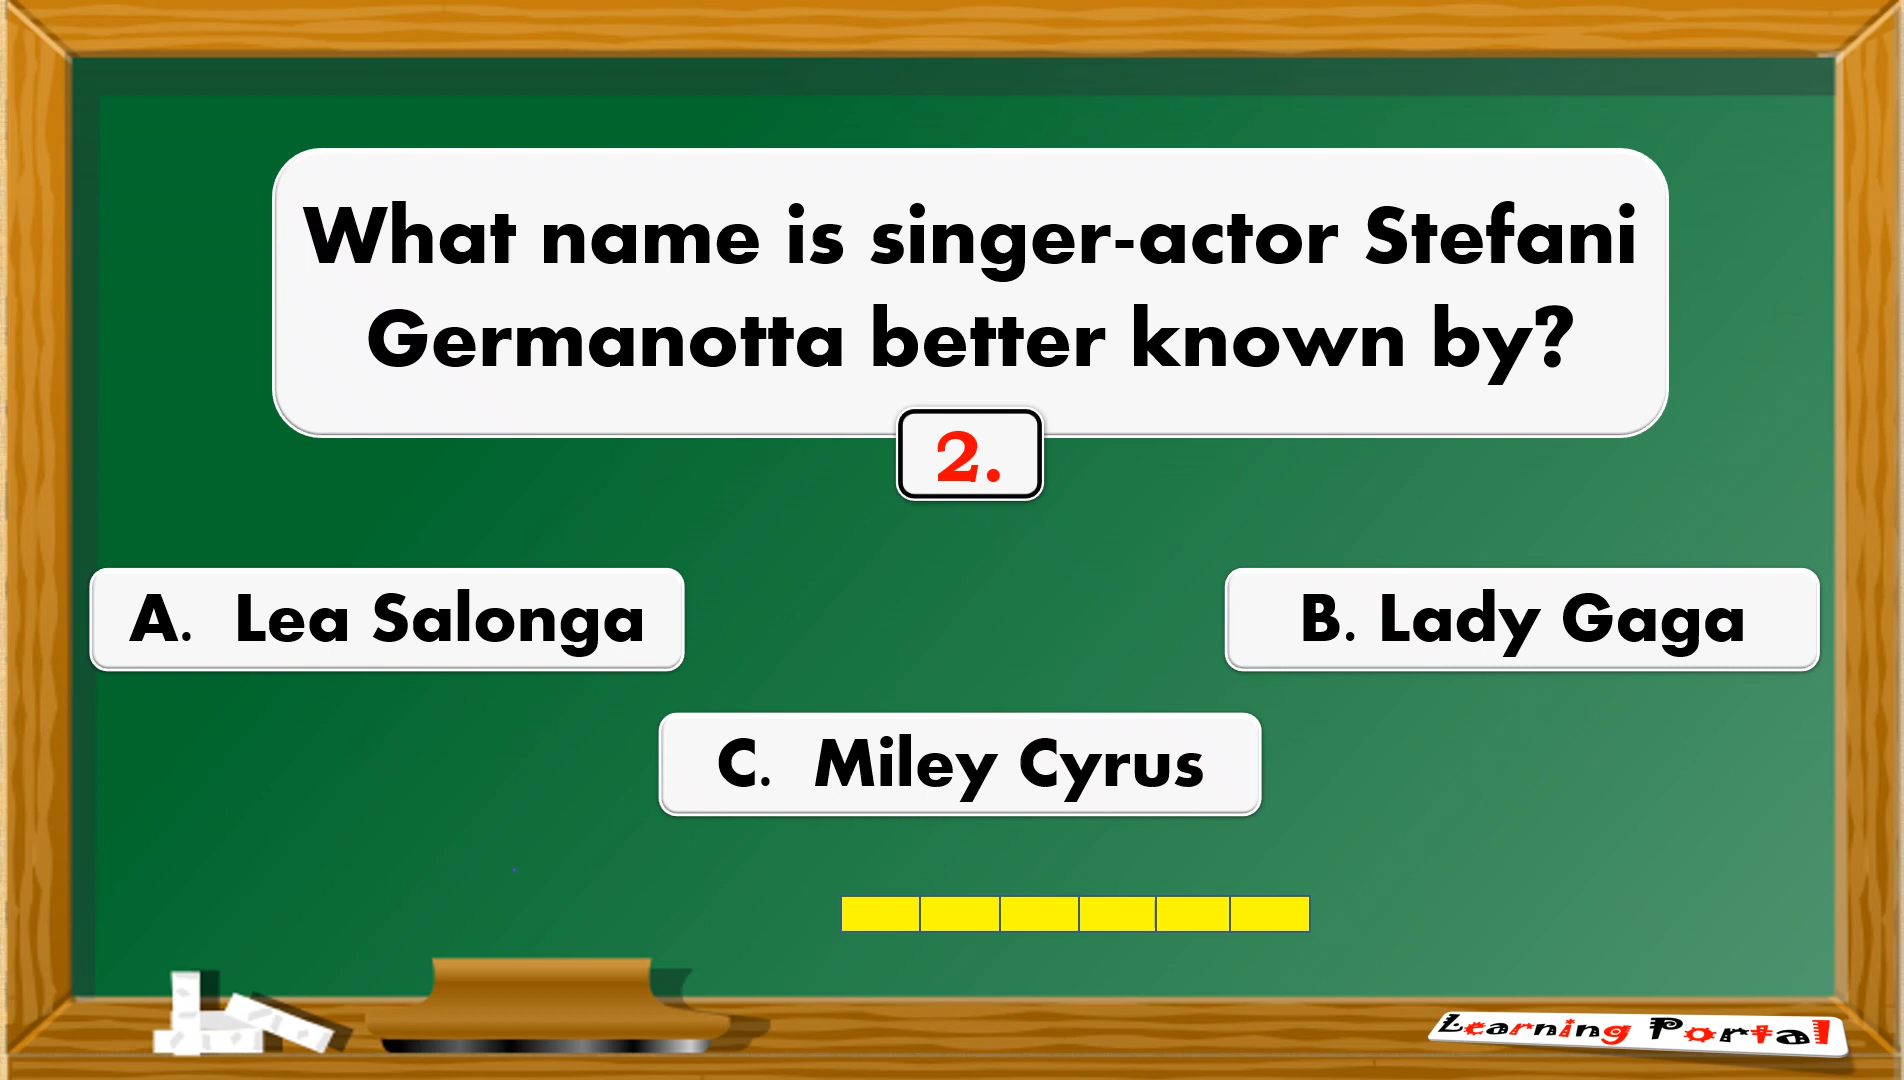 What name is singer-actor Stefani
Germanotta better known by?
2.
A. Lea Salonga
B. Lady Gaga
C. Miley Cyrus
Learning Portal